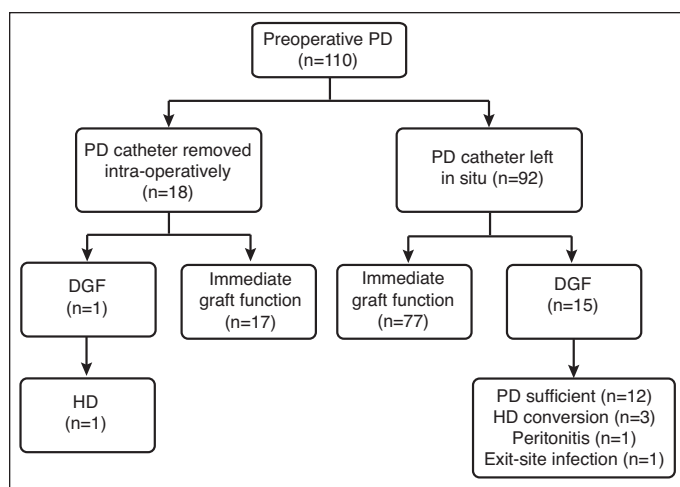 Preoperative PD
(n=110)
PD catheter removed
intra-operatively
(n=18)
PD catheter left
in situ (n=92)
DGF
(n=1)
Immediate
graft function
(n=17)
Immediate
graft function
(n=77)
DGF
(n=15)
HD
(n=1)
PD sufficient (n=12)
HD conversion (n=3)
Peritonitis (n=1)
Exit-site infection (n=1)